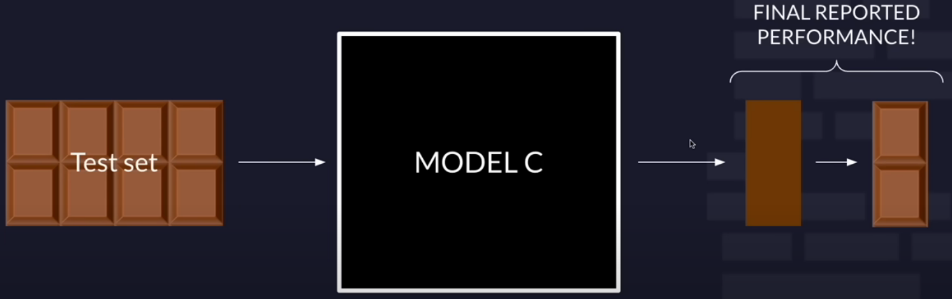 FINAL REPORTED
PERFORMANCE!
Test set
MODEL C